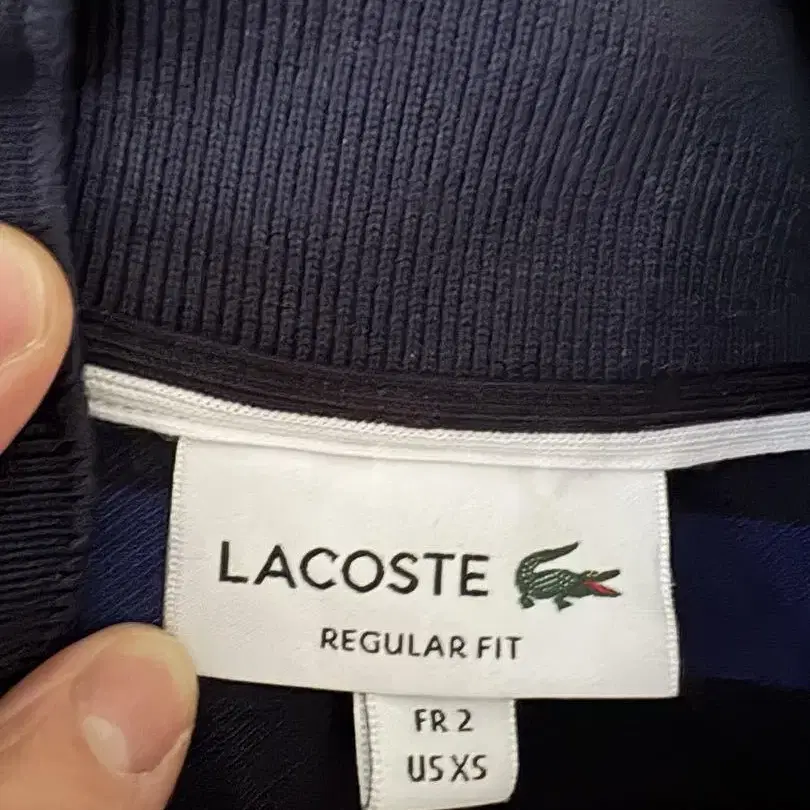 LACOSTE
REGULAR FIT
FR 2
US XS